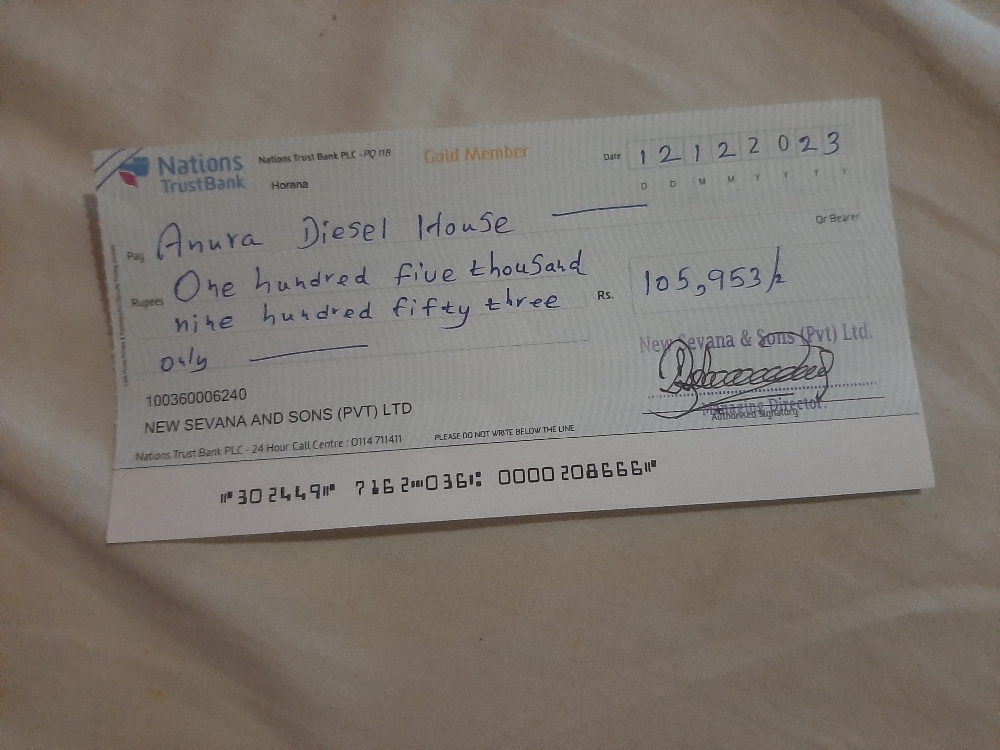 Nations
TrustBank
Nations Trust Bank PLC - PQ 118
Horana
Gold Member
Date 1 2 1 2 2 0 2 3
D D M M Y Y Y Y
Pay Anura Diesel House
Or Bearer
Rupees One hundred five thousand
nine hundred fifty three
only
Rs. 105,953/
New Sevana & Sons (Pvt) Ltd.
Managing Director.
Authorised Signatory
100360006240
NEW SEVANA AND SONS (PVT) LTD
Nations Trust Bank PLC - 24 Hour Call Centre : 0114 711411
PLEASE DO NOT WRITE BELOW THE LINE
⑈302449⑈ 7162⑉036⑆ 0000208666⑈